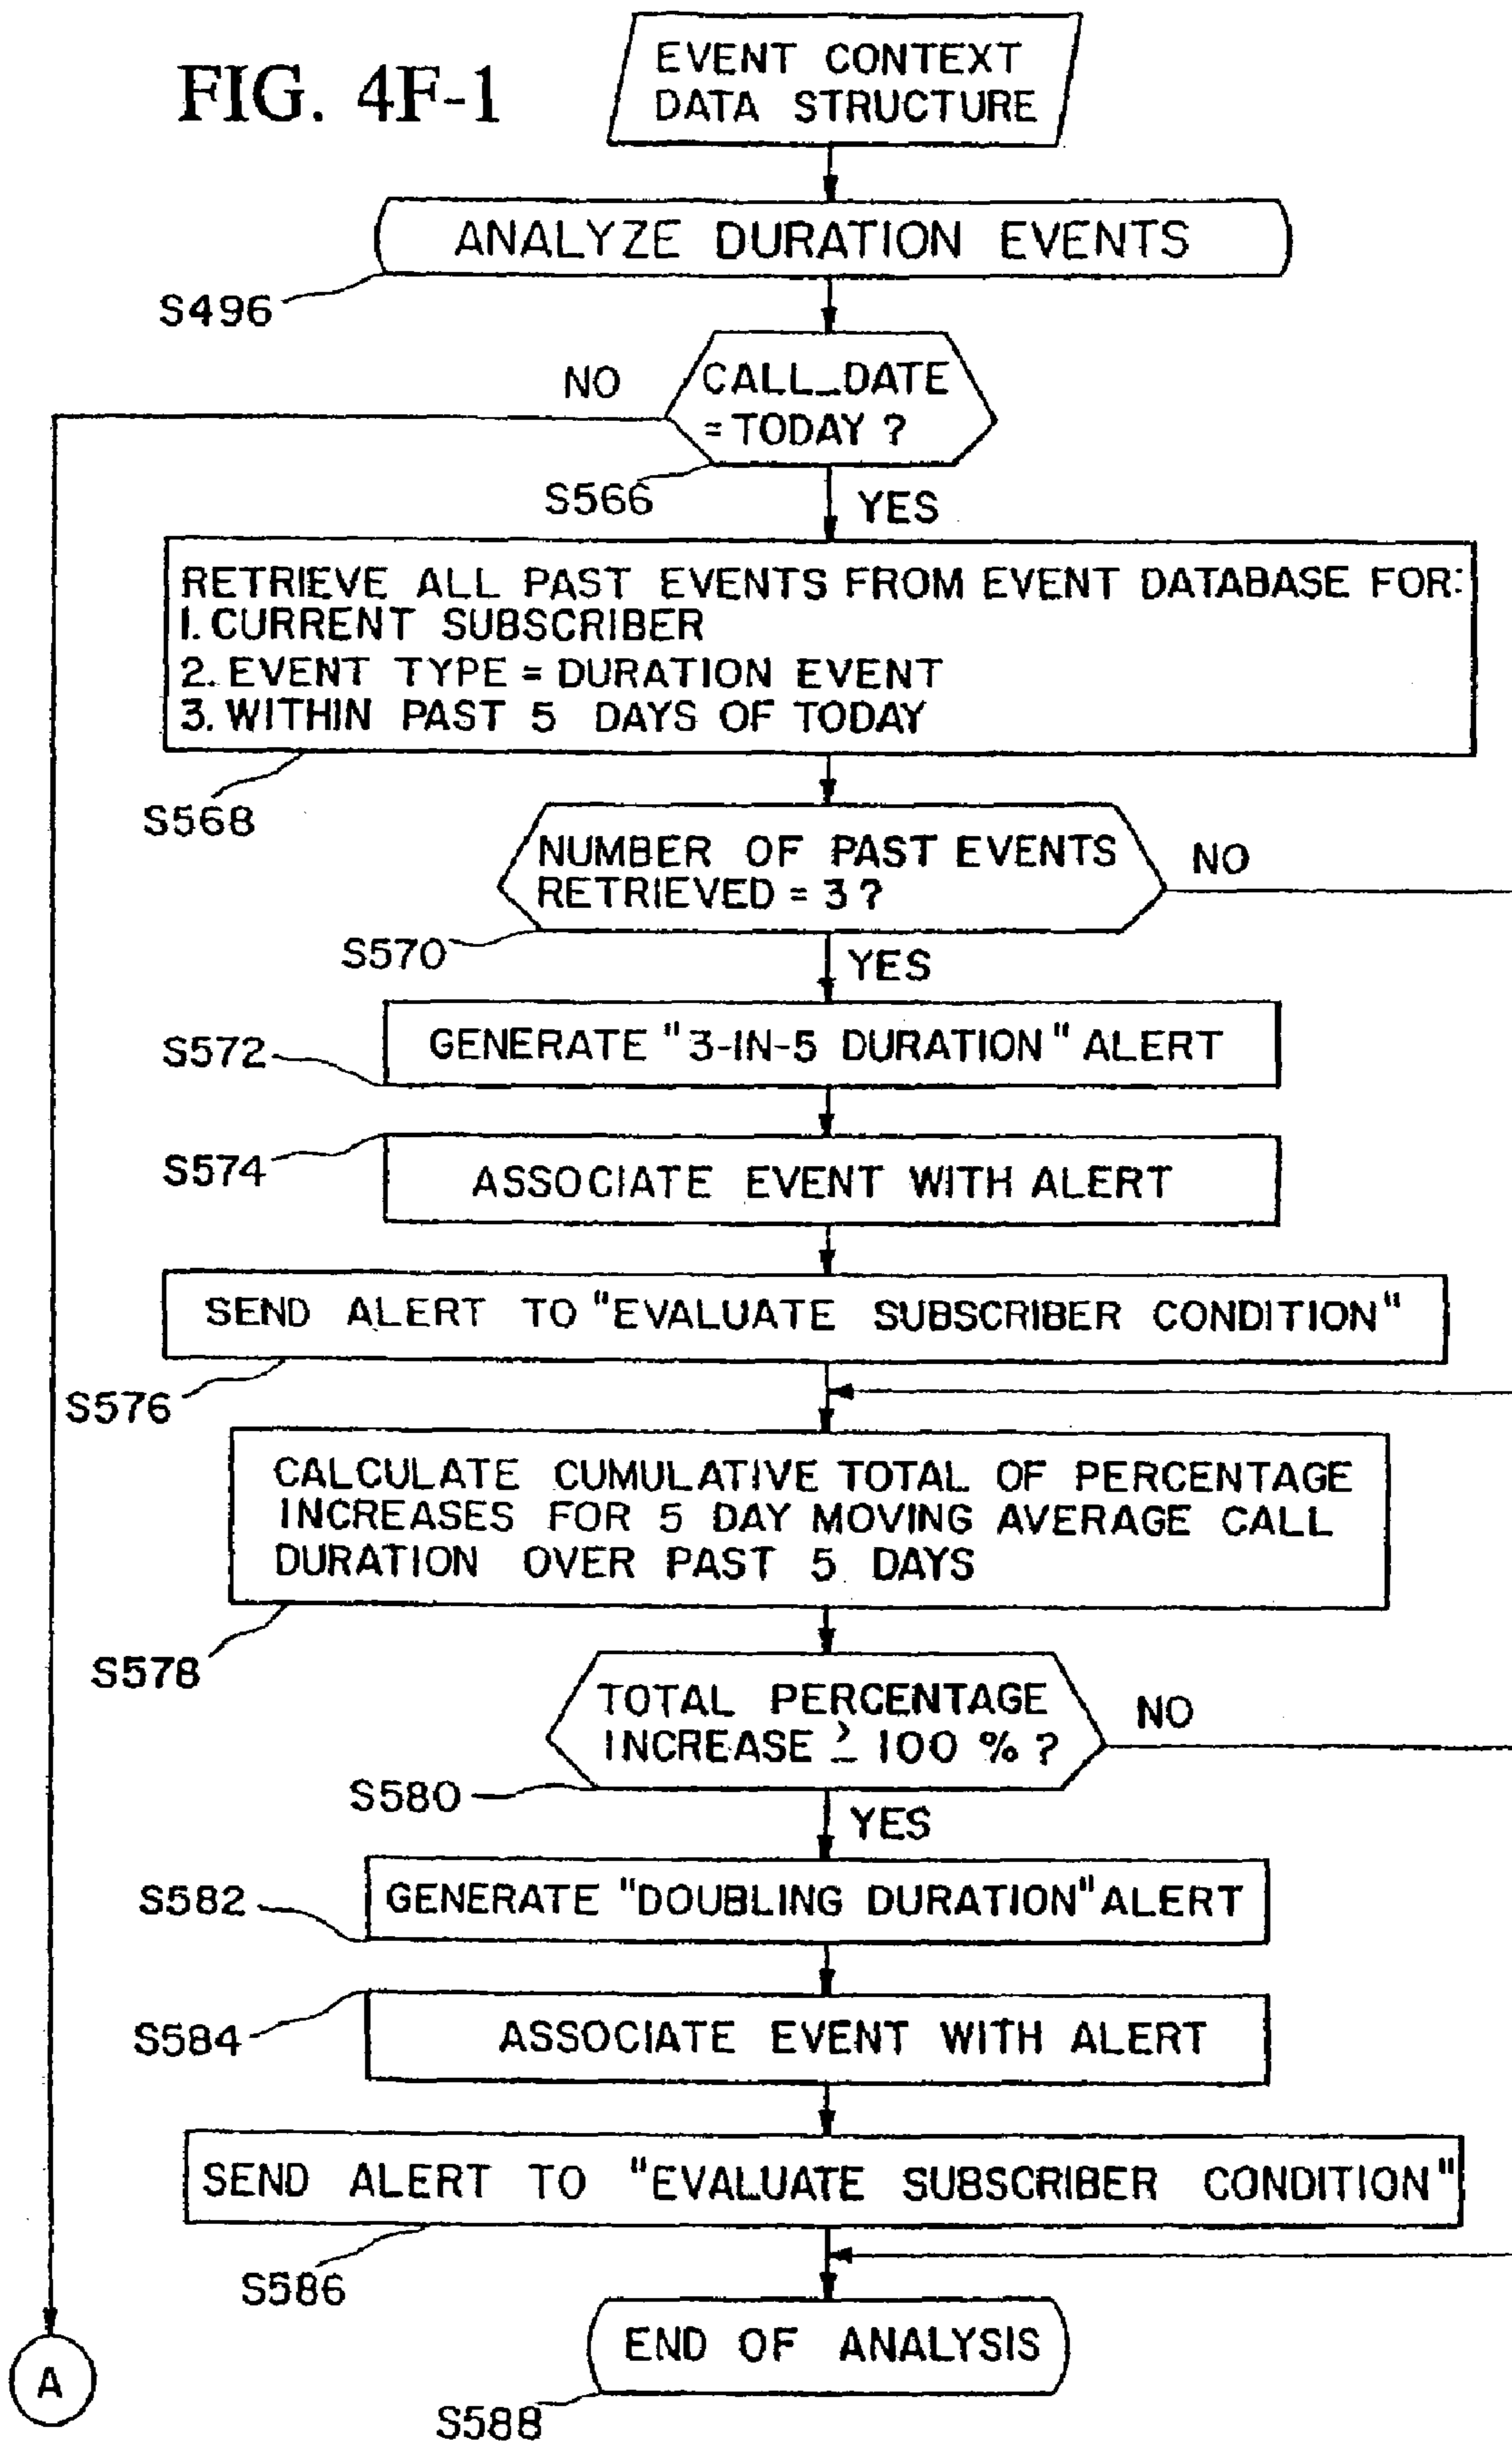 FIG. 4F-1
EVENT CONTEXT
DATA STRUCTURE
ANALYZE DURATION EVENTS
S496
CALL_DATE
= TODAY ?
NO
S566
YES
RETRIEVE ALL PAST EVENTS FROM EVENT DATABASE FOR:
1. CURRENT SUBSCRIBER
2. EVENT TYPE = DURATION EVENT
3. WITHIN PAST 5 DAYS OF TODAY
S568
NUMBER OF PAST EVENTS
RETRIEVED = 3 ?
NO
S570
YES
GENERATE "3-IN-5 DURATION" ALERT
S572
ASSOCIATE EVENT WITH ALERT
S574
SEND ALERT TO "EVALUATE SUBSCRIBER CONDITION"
S576
CALCULATE CUMULATIVE TOTAL OF PERCENTAGE
INCREASES FOR 5 DAY MOVING AVERAGE CALL
DURATION OVER PAST 5 DAYS
S578
TOTAL PERCENTAGE
INCREASE ≥ 100 % ?
NO
S580
YES
GENERATE "DOUBLING DURATION" ALERT
S582
ASSOCIATE EVENT WITH ALERT
S584
SEND ALERT TO "EVALUATE SUBSCRIBER CONDITION"
S586
END OF ANALYSIS
S588
A